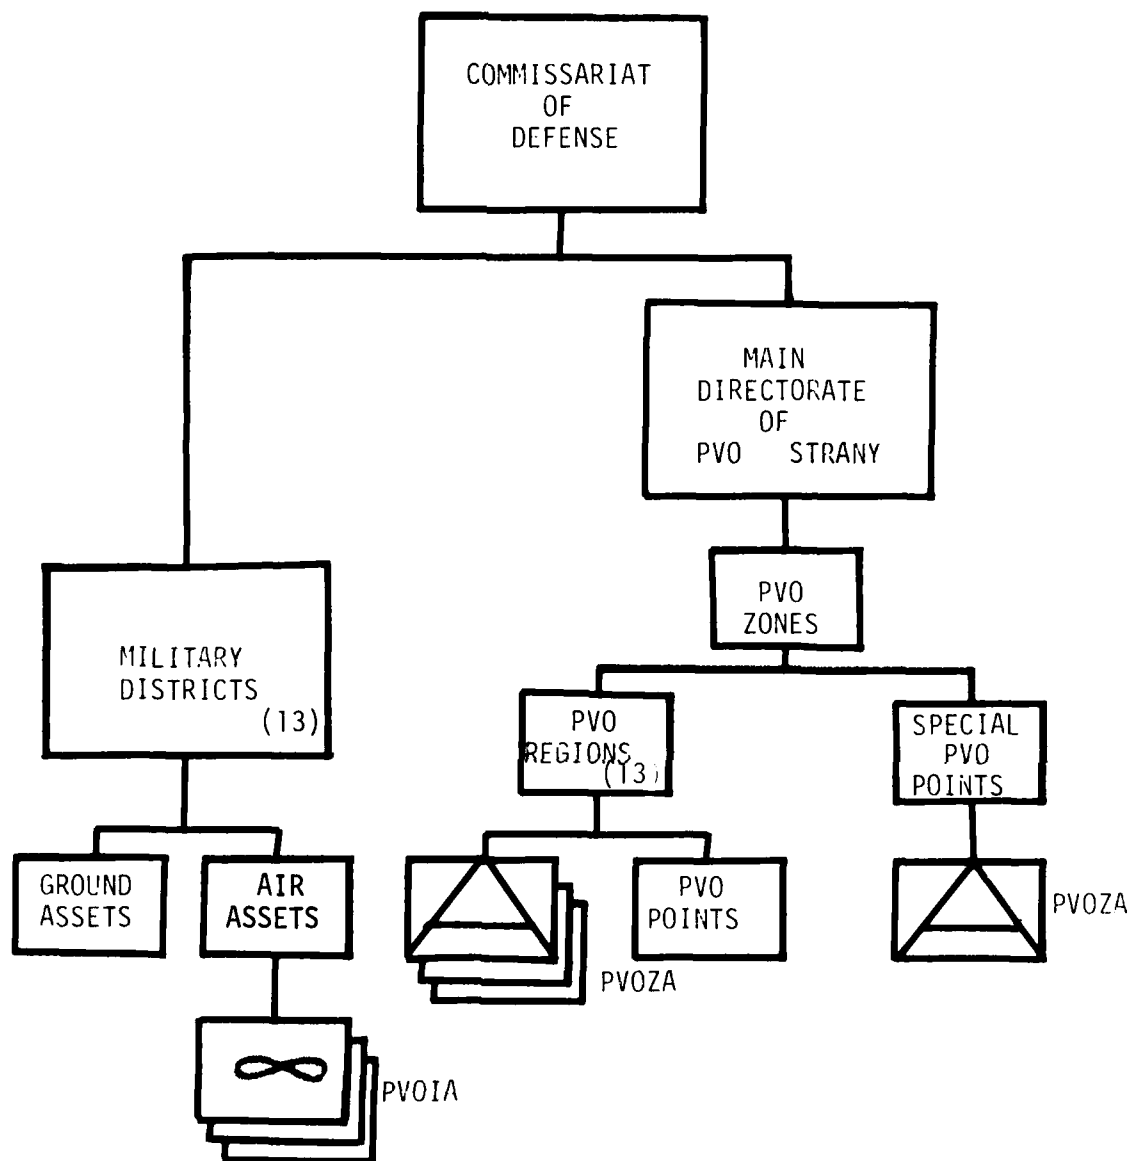 COMMISSARIAT
OF
DEFENSE
MAIN
DIRECTORATE
OF
PVO STRANY
PVO
ZONES
MILITARY
DISTRICTS
(13)
PVO
REGIONS
(13)
SPECIAL
PVO
POINTS
GROUND
ASSETS
AIR
ASSETS
PVOZA
PVO
POINTS
PVOZA
PVOIA